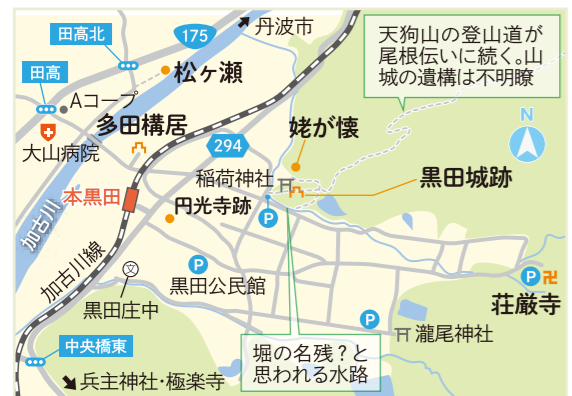 田高北
175
丹波市
天狗山の登山道が
尾根伝いに続く。山
城の遺構は不明瞭
田高
松ヶ瀬
Aコープ
多田構居
大山病院
294
姥が懐
N
稲荷神社
黒田城跡
本黒田
円光寺跡
P
加古川
加古川線
文
P
黒田公民館
黒田庄中
P
卍
荘厳寺
P
瀧尾神社
中央橋東
堀の名残？と
思われる水路
兵主神社・極楽寺